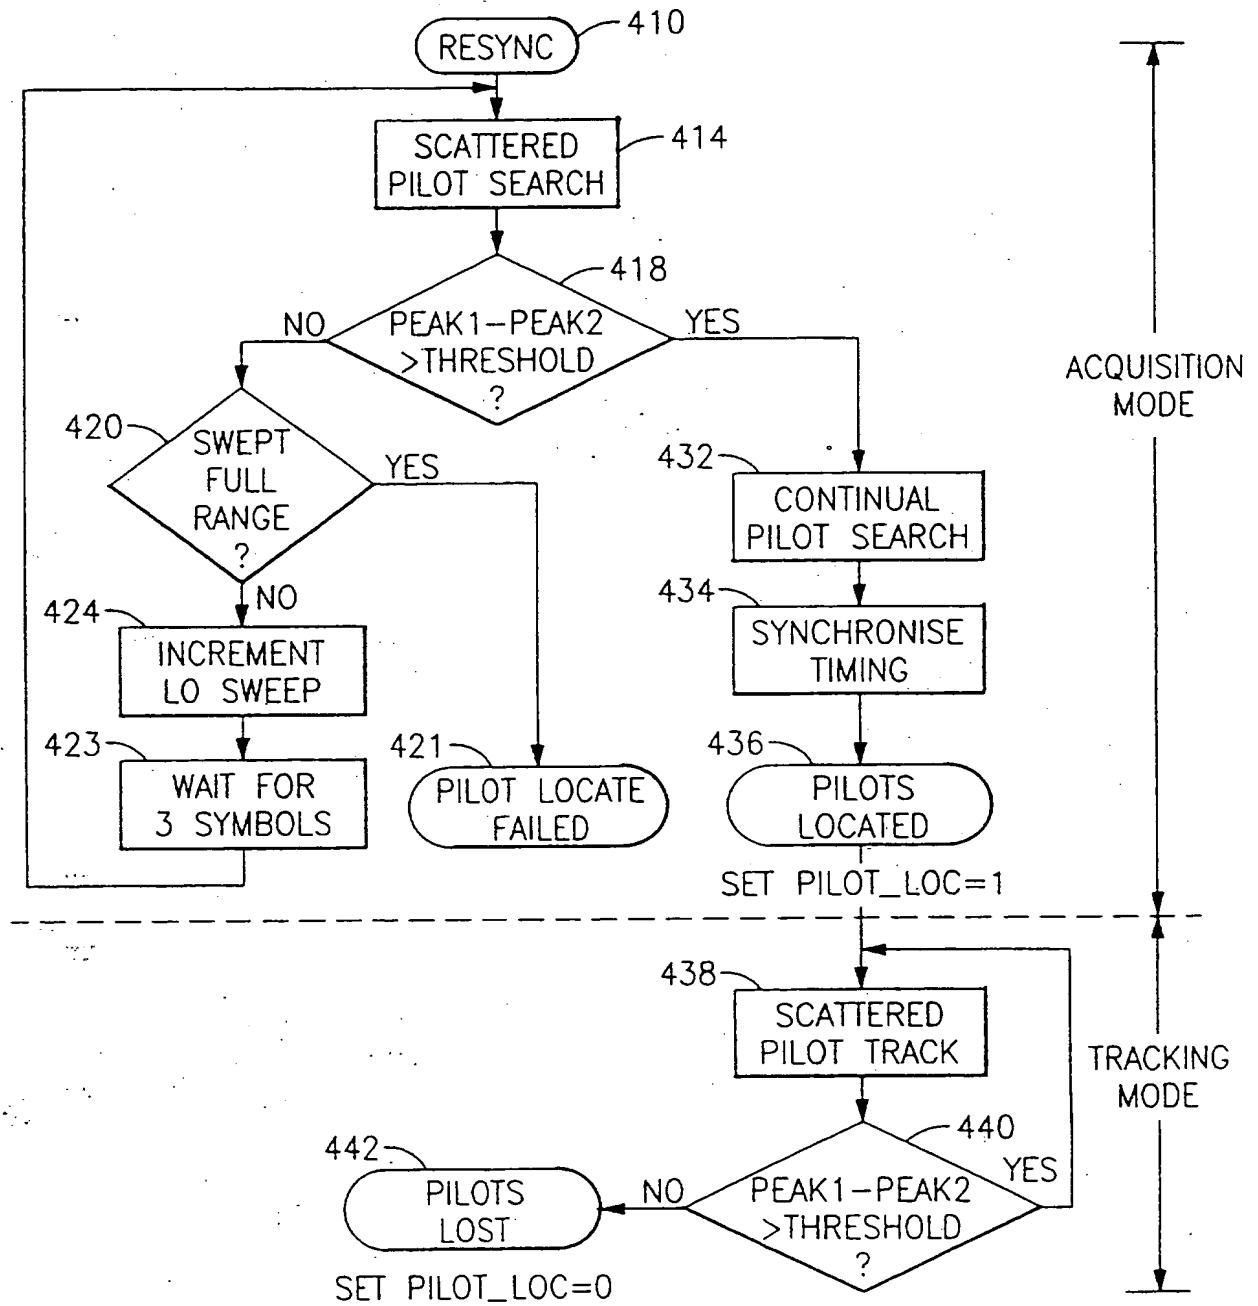 RESYNC
410
SCATTERED
PILOT SEARCH
414
418
PEAK1-PEAK2
>THRESHOLD
?
NO
YES
ACQUISITION
MODE
420
SWEPT
FULL
RANGE
?
YES
NO
432
CONTINUAL
PILOT SEARCH
424
INCREMENT
LO SWEEP
434
SYNCHRONISE
TIMING
423
WAIT FOR
3 SYMBOLS
421
PILOT LOCATE
FAILED
436
PILOTS
LOCATED
SET PILOT_LOC=1
438
SCATTERED
PILOT TRACK
TRACKING
MODE
440
PEAK1-PEAK2
>THRESHOLD
?
YES
NO
442
PILOTS
LOST
SET PILOT_LOC=0